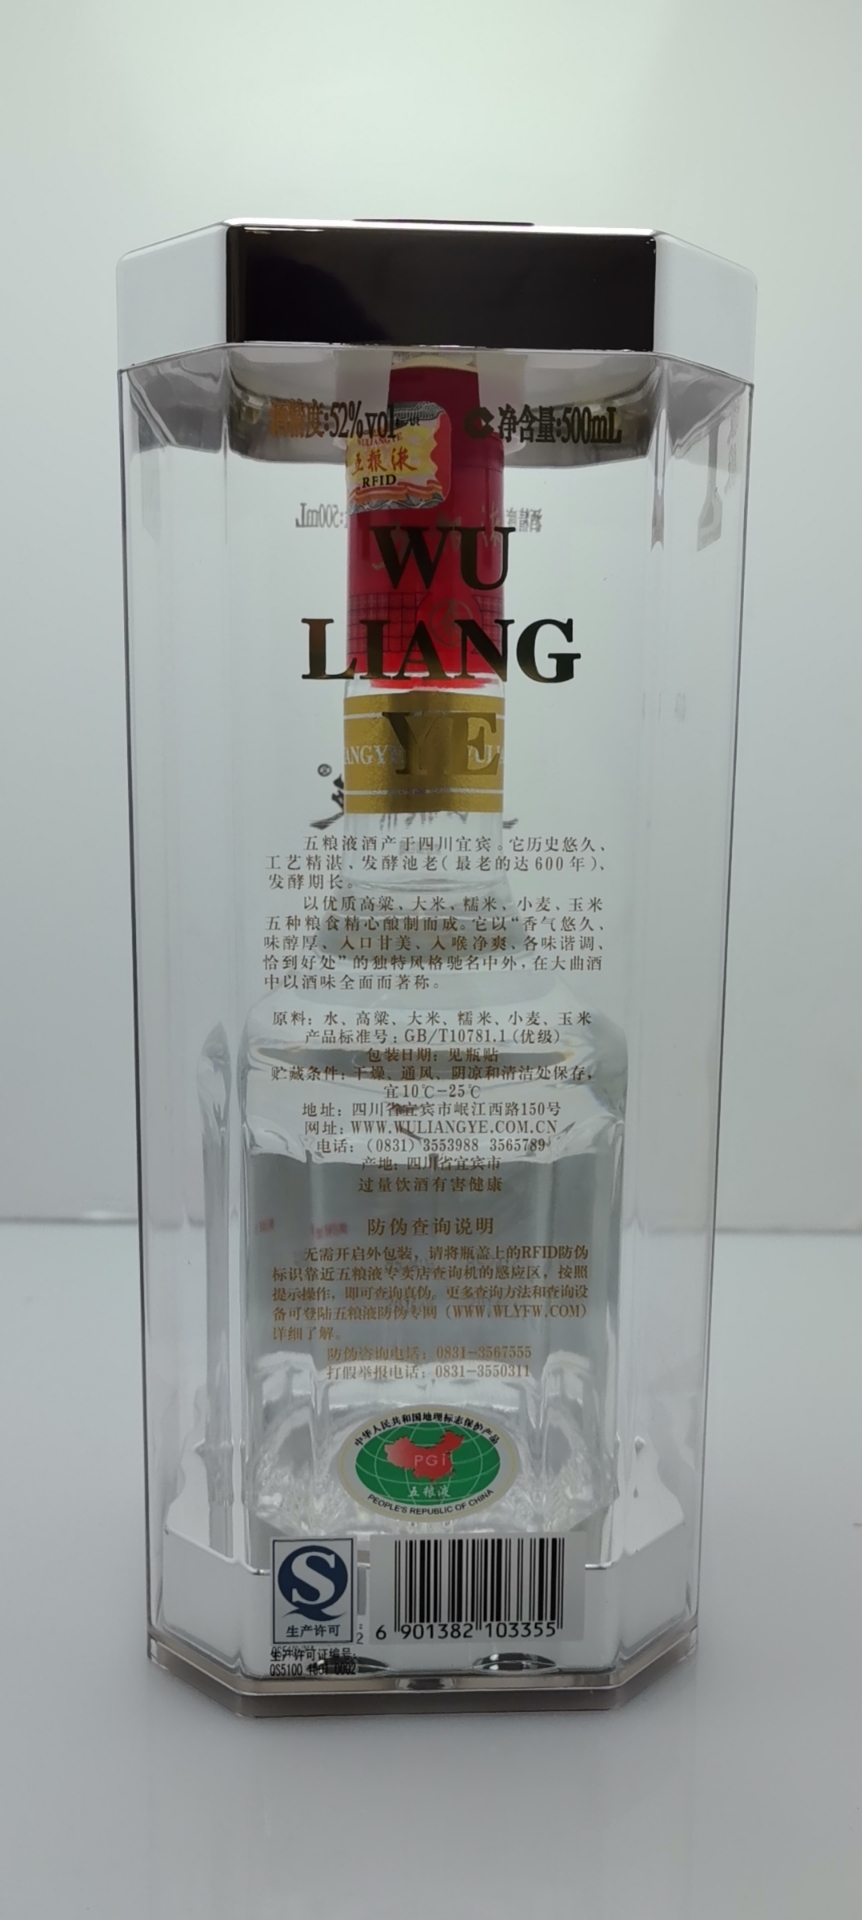 酒精度:52%vol
C 净含量:500mL
WULIANGYE
五粮液
RFID
WU
LIANG
YE
五粮液酒产于四川宜宾。它历史悠久、
工艺精湛、发酵池老(最老的达600年)、
发酵期长。
以优质高粱、大米、糯米、小麦、玉米
五种粮食精心酿制而成。它以“香气悠久、
味醇厚、入口甘美、入喉净爽、各味谐调、
恰到好处”的独特风格驰名中外,在大曲酒
中以酒味全面而著称。
原料: 水、高粱、大米、糯米、小麦、玉米
产品标准号: GB/T10781.1(优级)
包装日期: 见瓶贴
贮藏条件: 干燥、通风、阴凉和清洁处保存,
宜10℃-25℃
地址: 四川省宜宾市岷江西路150号
网址: WWW.WULIANGYE.COM.CN
电话: (0831) 3553988 3565789
产地: 四川省宜宾市
过量饮酒有害健康
防伪查询说明
无需开启外包装, 请将瓶盖上的RFID防伪
标识靠近五粮液专卖店查询机的感应区, 按照
提示操作, 即可查询真伪。更多查询方法和查询设
备可登陆五粮液防伪专网 (WWW.WLYFW.COM)
详细了解。
防伪咨询电话: 0831-3567555
打假举报电话: 0831-3550311
中华人民共和国地理标志保护产品
PGI
五粮液
PEOPLE'S REPUBLIC OF CHINA
S
生产许可
6 901382 103355
生产许可证编号:
QS5100